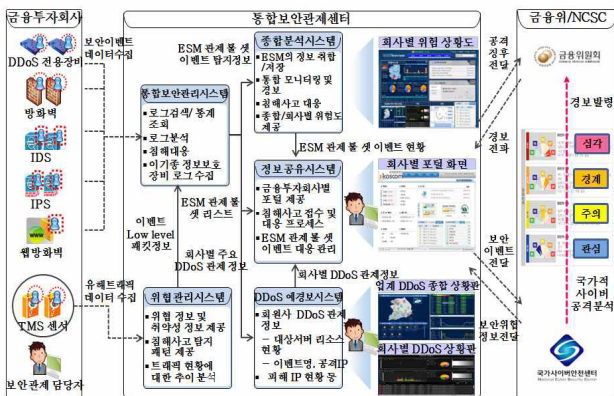 금융투자회사
통합보안관제센터
금융위/NCSC
DDoS 전용장비
방화벽
IDS
IPS
웹방화벽
TMS 센서
보안관제 담당자
보안이벤트
데이터수집
유해트래픽
데이터 수집
ESM 관제 룰 셋
이벤트 탐지정보
통합보안관리시스템
• 로그검색/ 통계
조회
• 로그분석
• 침해대응
• 이기종 정보보호
장비 로그 수집
이벤트
Low level
패킷정보
ESM 관제 룰 셋
리스트
회사별 주요
DDoS 관제 정보
위협관리시스템
• 위협 정보 및
취약성 정보 제공
• 침해사고 탐지
패턴 제공
• 트래픽 현황에
대한 추이 분석
종합분석시스템
• ESM의 정보 취합
/저장
• 통합 모니터링 및
경보
• 침해사고 대응
• 종합/회사별 위험도
제공
ESM 관제 룰 셋 이벤트 현황
정보공유시스템
• 금융투자회사별
포털 제공
• 침해사고 접수 및
대응 프로세스
• ESM 관제 룰 셋
이벤트 대응 관리
회사별 DDoS 관제정보
DDoS 예경보시스템
• 회원사 DDoS 관제
정보
– 대상서버 리소스
현황
– 이벤트명, 공격IP
• 피해 IP 현황 등
회사별 위험 상황도
회사별 포털 화면
koscom
업계 DDoS 종합 상황판
회사별 DDoS 상황판
공격
징후
전달
경보
전파
보안
이벤트
전달
보안위협
정보전달
금융위원회
경보발령
심각
경계
주의
관심
국가적
사이버
공격분석
국가사이버안전센터